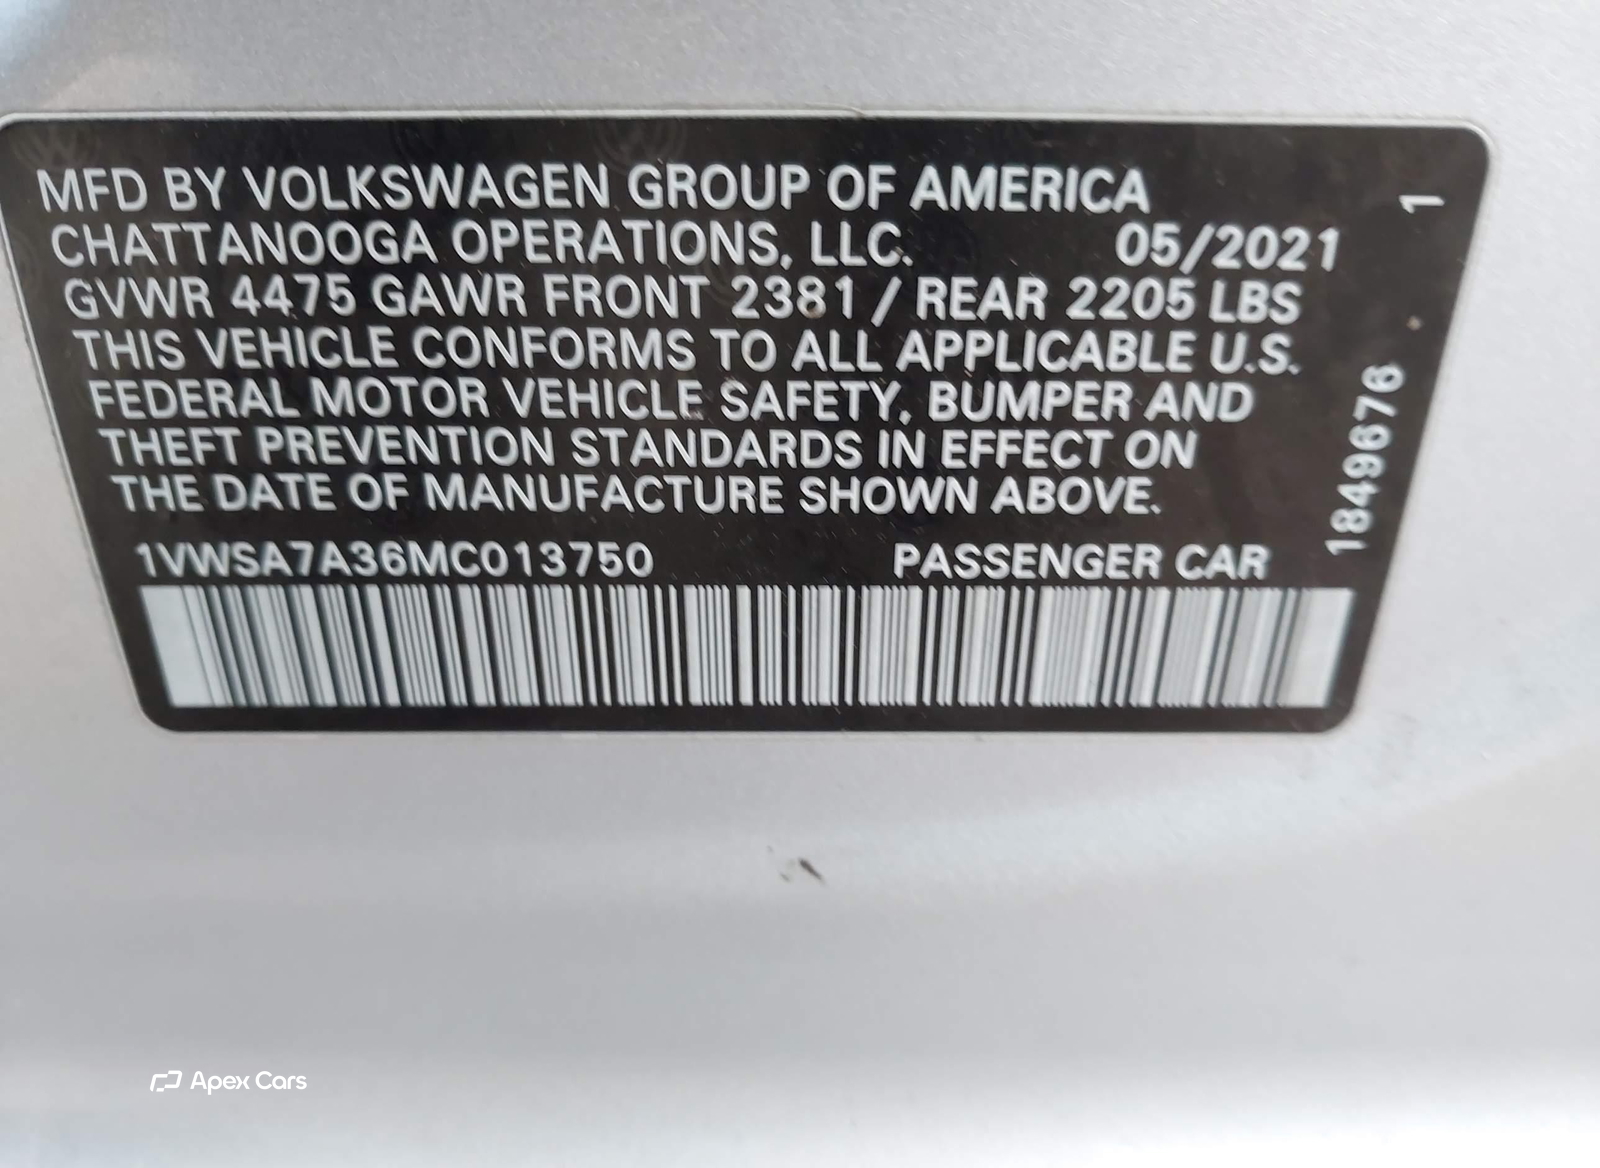 MFD BY VOLKSWAGEN GROUP OF AMERICA
CHATTANOOGA OPERATIONS, LLC. 05/2021
GVWR 4475 GAWR FRONT 2381 / REAR 2205 LBS
THIS VEHICLE CONFORMS TO ALL APPLICABLE U.S.
FEDERAL MOTOR VEHICLE SAFETY, BUMPER AND
THEFT PREVENTION STANDARDS IN EFFECT ON
THE DATE OF MANUFACTURE SHOWN ABOVE.
1VWSA7A36MC013750 PASSENGER CAR
1849676 1
Apex Cars